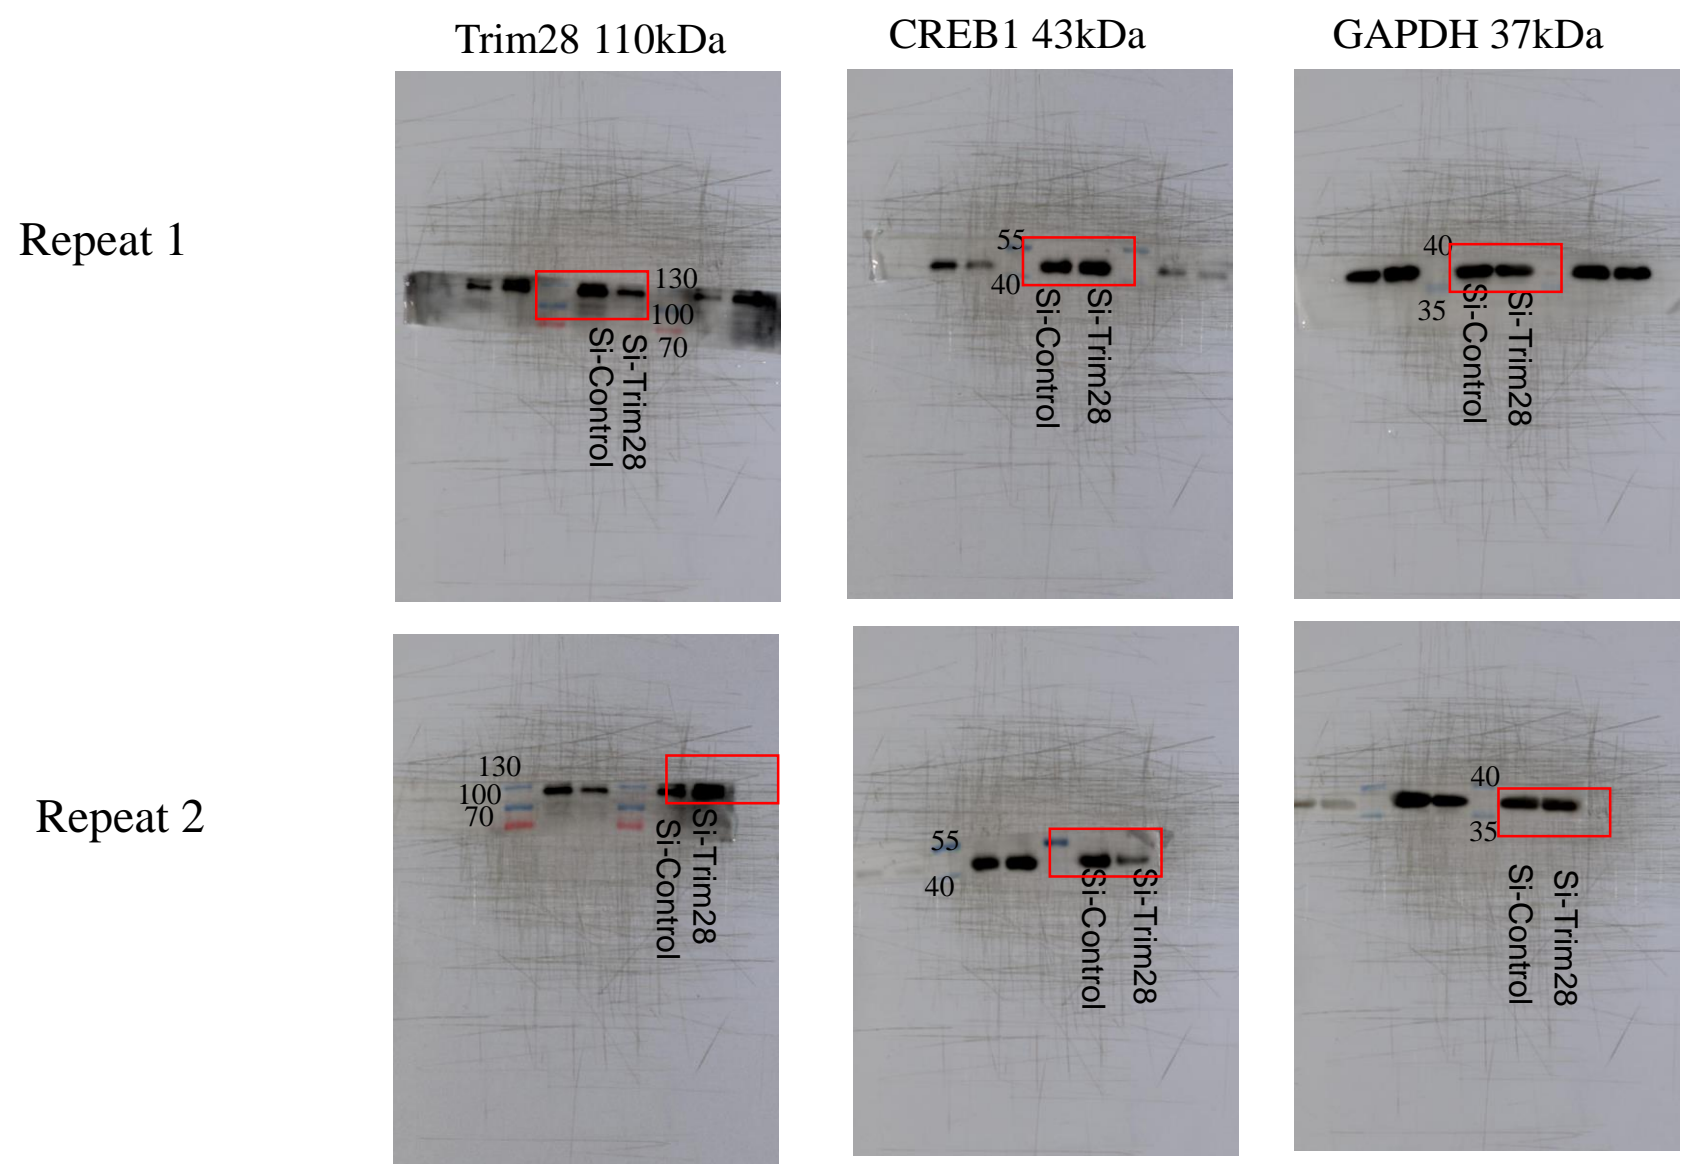 Trim28 110kDa
CREB1 43kDa
GAPDH 37kDa
Repeat 1
130
100
70
Si-Control
Si-Trim28
55
40
Si-Control
Si-Trim28
40
35
Si-Control
Si-Trim28
Repeat 2
130
100
70
Si-Control
Si-Trim28
55
40
Si-Control
Si-Trim28
40
35
Si-Control
Si-Trim28